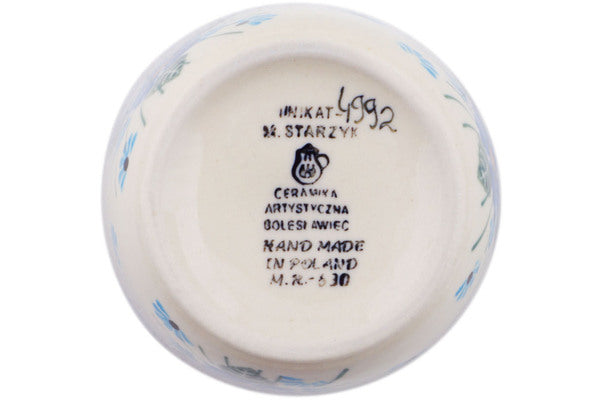 UNIKAT-4992
M. STARZYK
CERAMIKA
ARTYSTYCZNA
BOLESŁAWIEC
HAND MADE
IN POLAND
M.R.-630